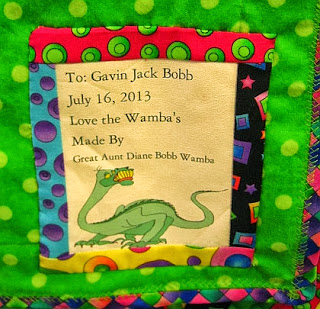 To: Gavin Jack Bobb
July 16, 2013
Love the Wamba's
Made By
Great Aunt Diane Bobb Wamba